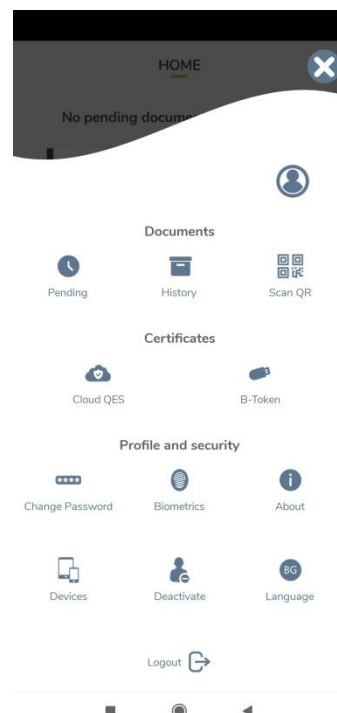 HOME
No pending docume
Documents
Pending History Scan QR
Certificates
Cloud QES B-Token
Profile and security
Change Password Biometrics About
BG
Devices Deactivate Language
Logout